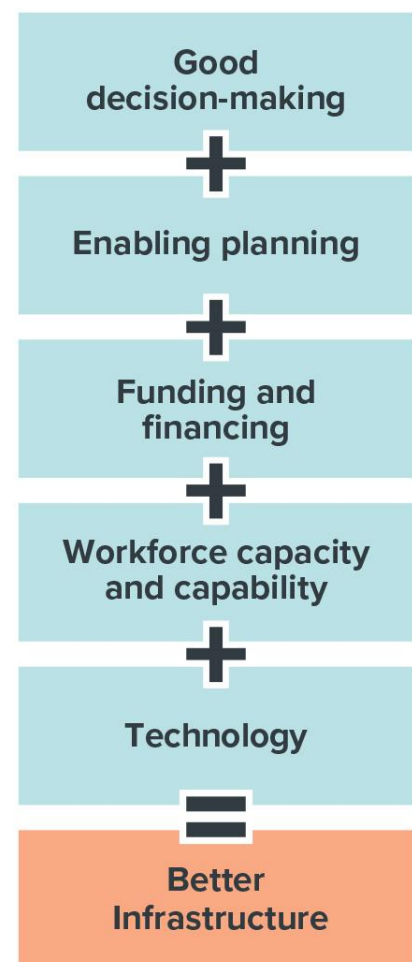 Good
decision-making
+
Enabling planning
+
Funding and
financing
+
Workforce capacity
and capability
+
Technology
=
Better
Infrastructure